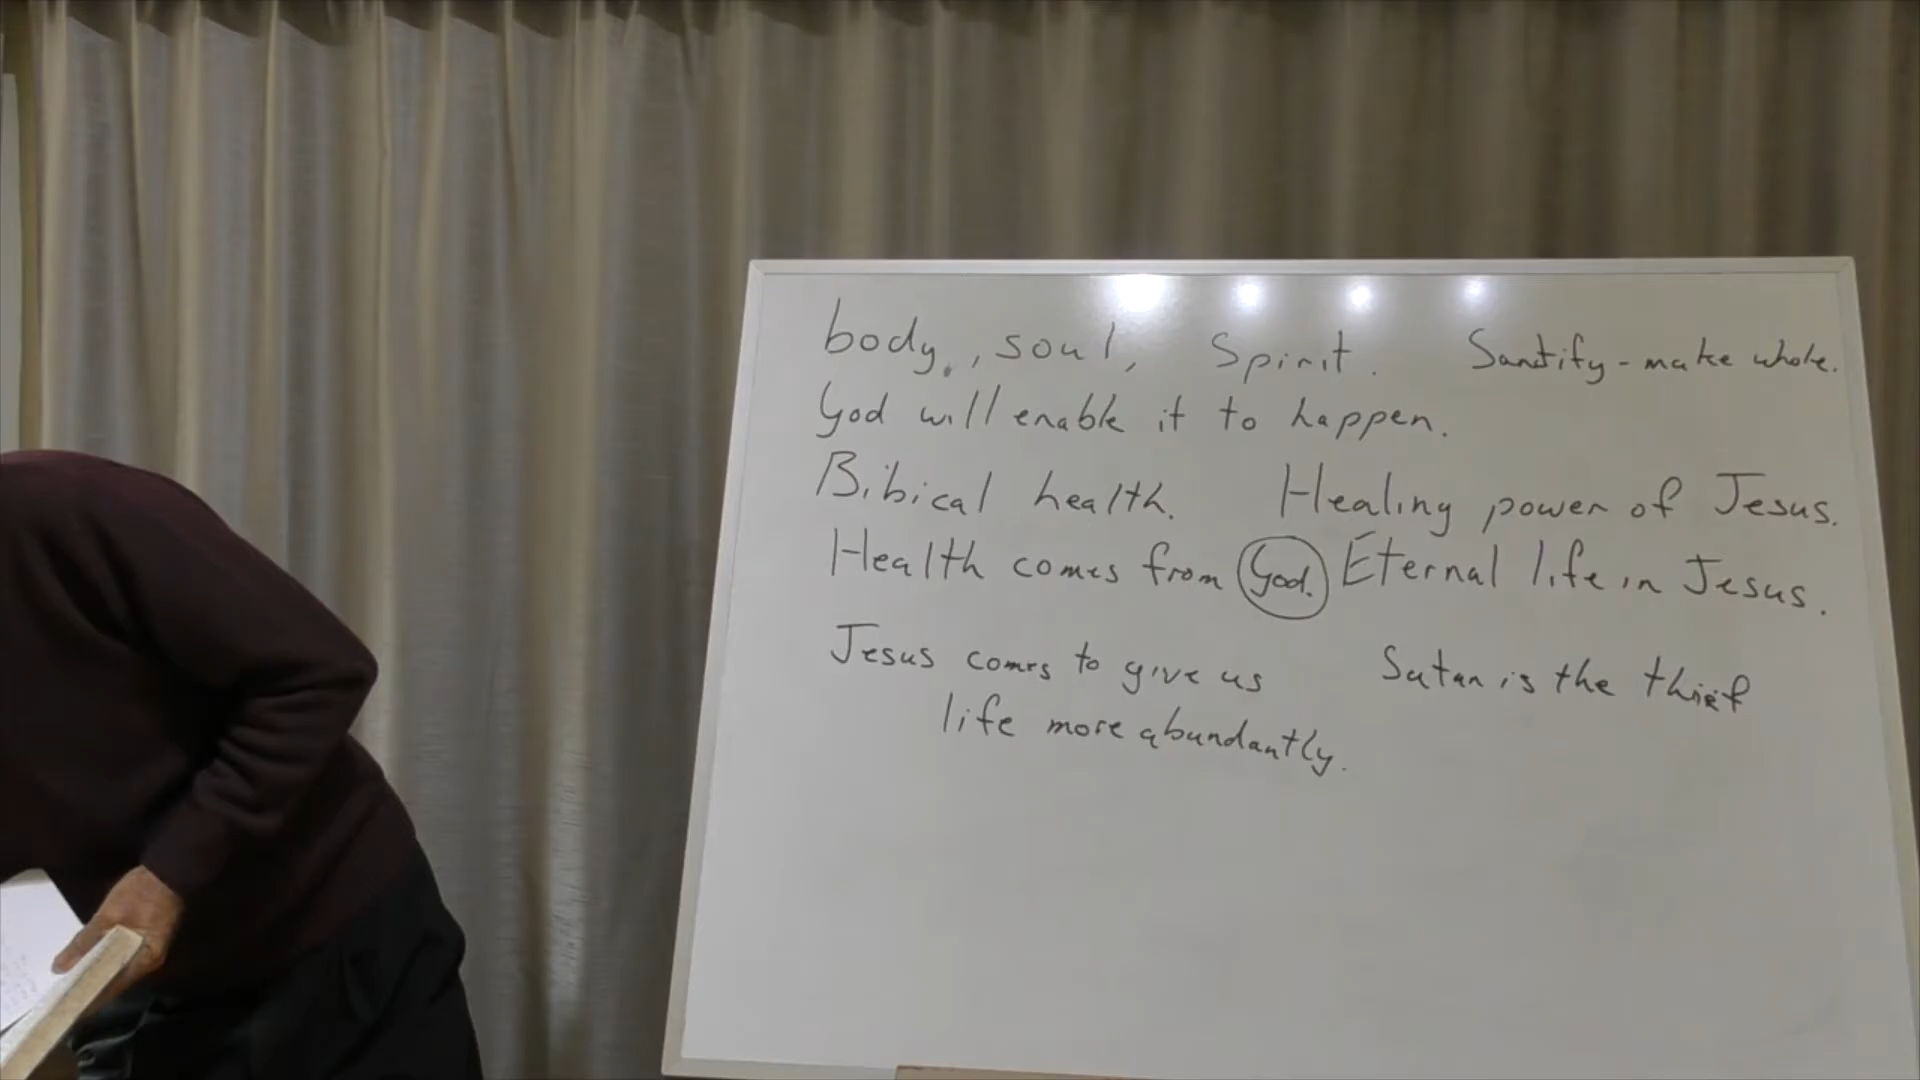 body, soul, Spirit. Santify - make whole.
God will enable it to happen.
Bibical health. Healing power of Jesus.
Health comes from God. Eternal life in Jesus.
Jesus comes to give us Satan is the thief
life more abundantly.